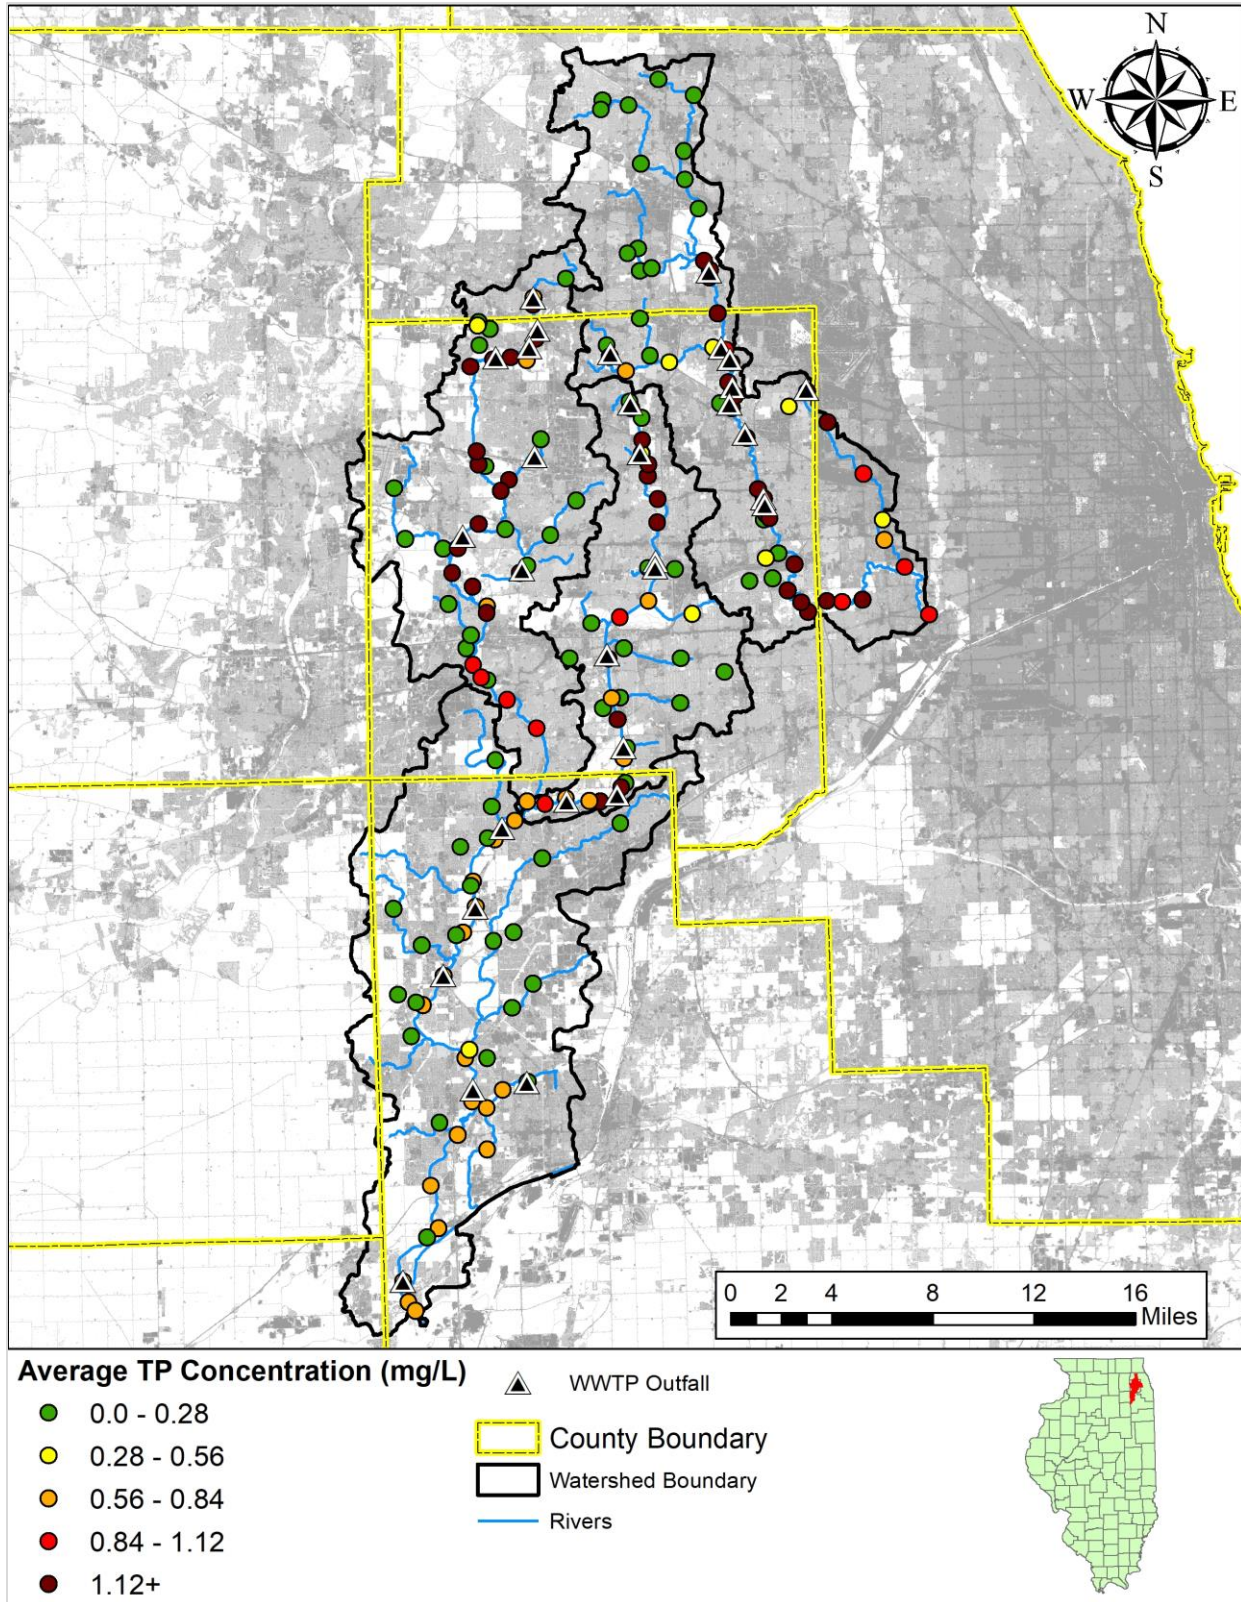 N
W E
S
0 2 4 8 12 16
Miles
Average TP Concentration (mg/L)
0.0 - 0.28
0.28 - 0.56
0.56 - 0.84
0.84 - 1.12
1.12+
WWTP Outfall
County Boundary
Watershed Boundary
Rivers